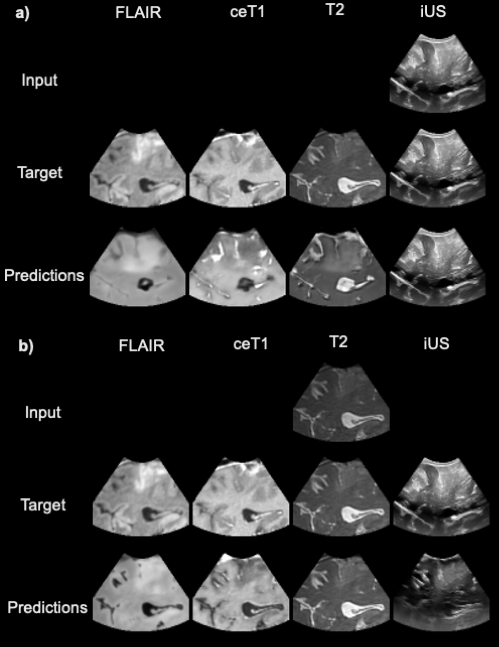 a) FLAIR ceT1 T2 iUS
Input
Target
Predictions
b) FLAIR ceT1 T2 iUS
Input
Target
Predictions